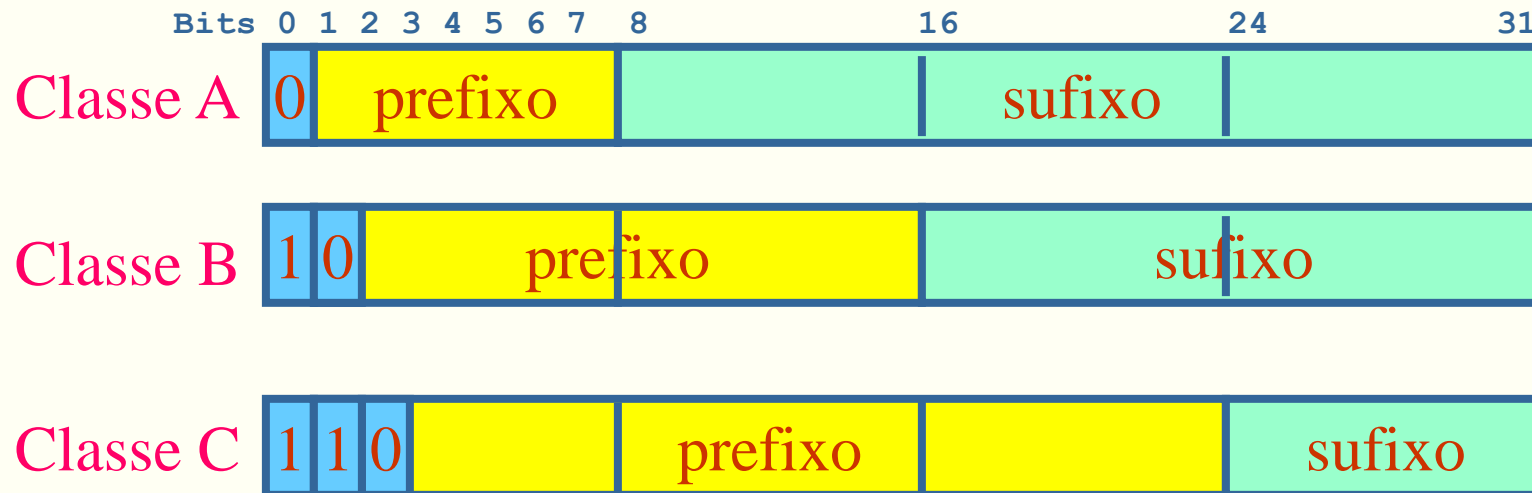 Bits 0 1 2 3 4 5 6 7 8 16 24 31
Classe A 0 prefixo sufixo
Classe B 1 0 prefixo sufixo
Classe C 1 1 0 prefixo sufixo